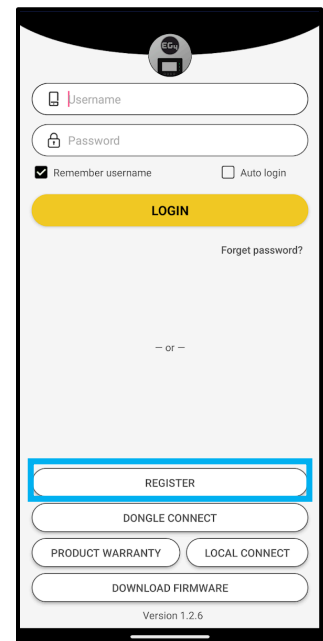 EG4
Username
Password
Remember username Auto login
LOGIN
Forget password?
– or –
REGISTER
DONGLE CONNECT
PRODUCT WARRANTY LOCAL CONNECT
DOWNLOAD FIRMWARE
Version 1.2.6